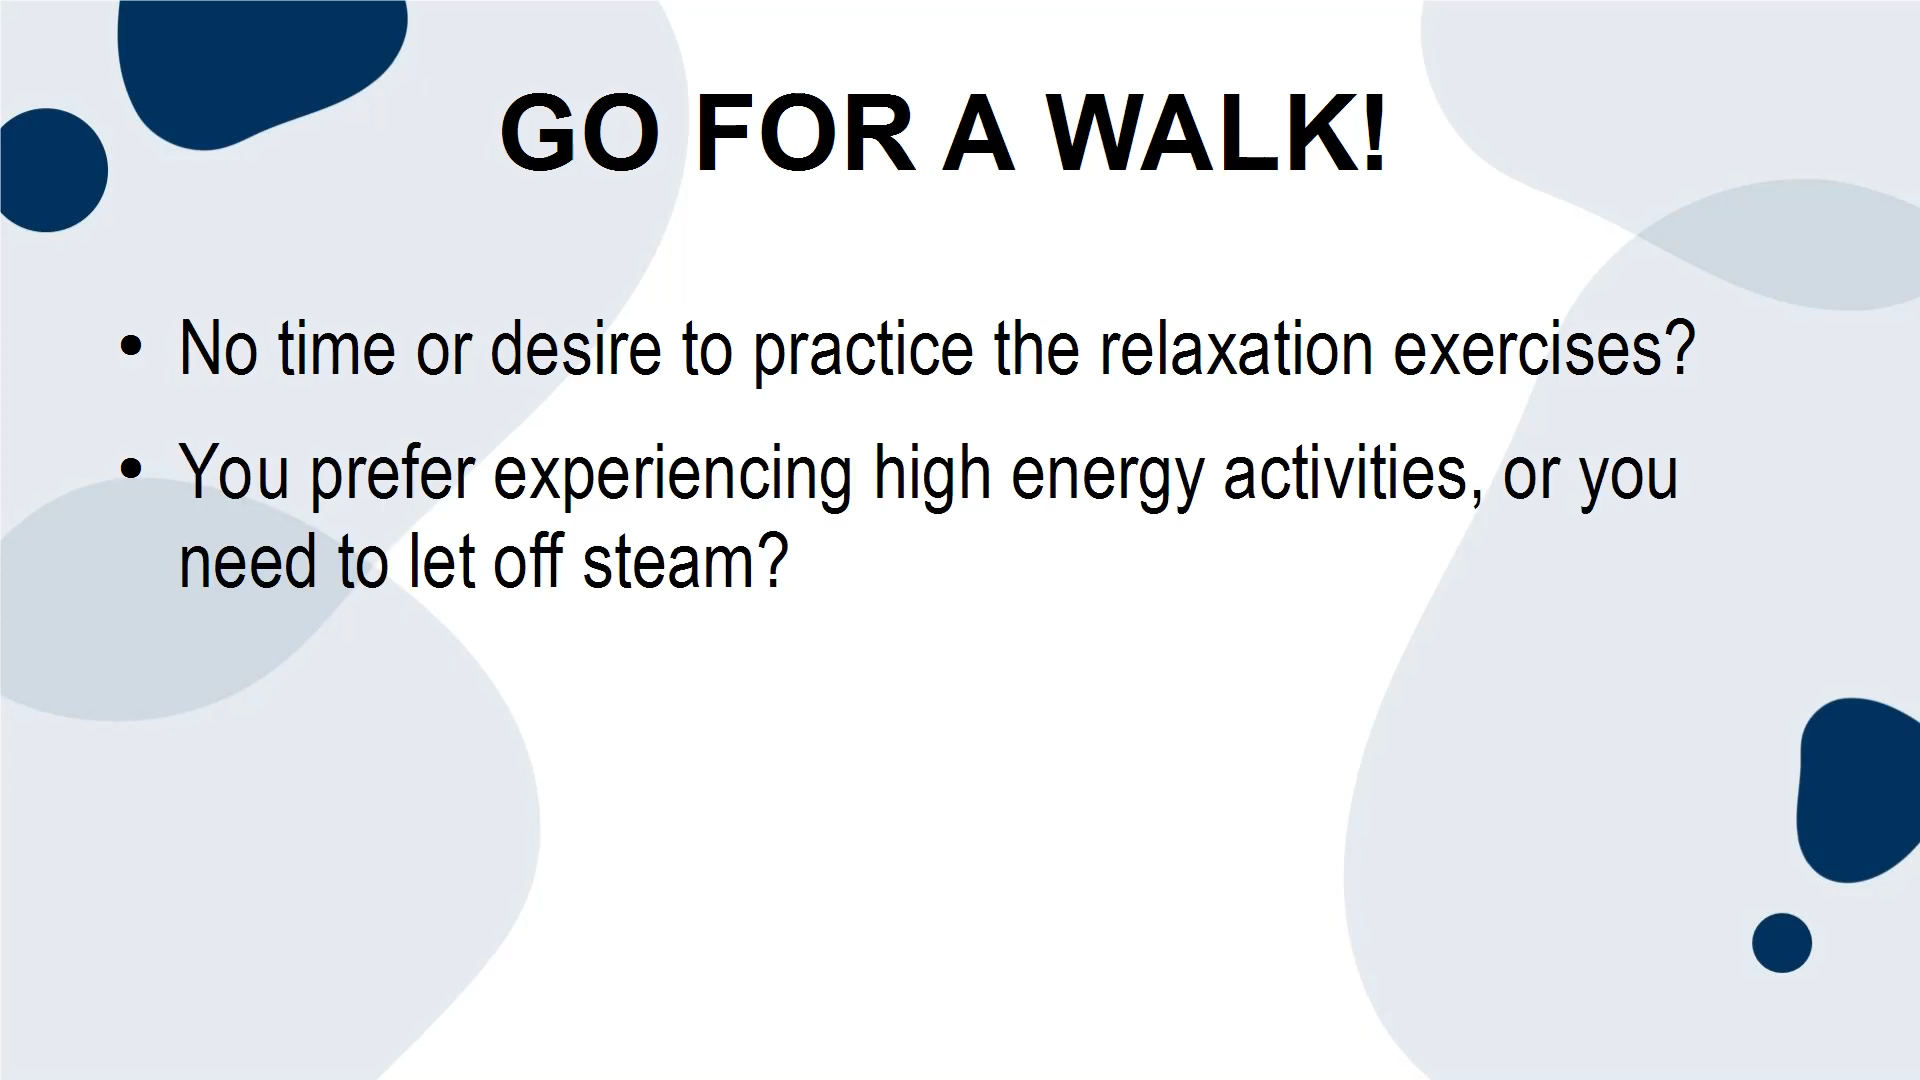 GO FOR A WALK!
• No time or desire to practice the relaxation exercises?
• You prefer experiencing high energy activities, or you
need to let off steam?